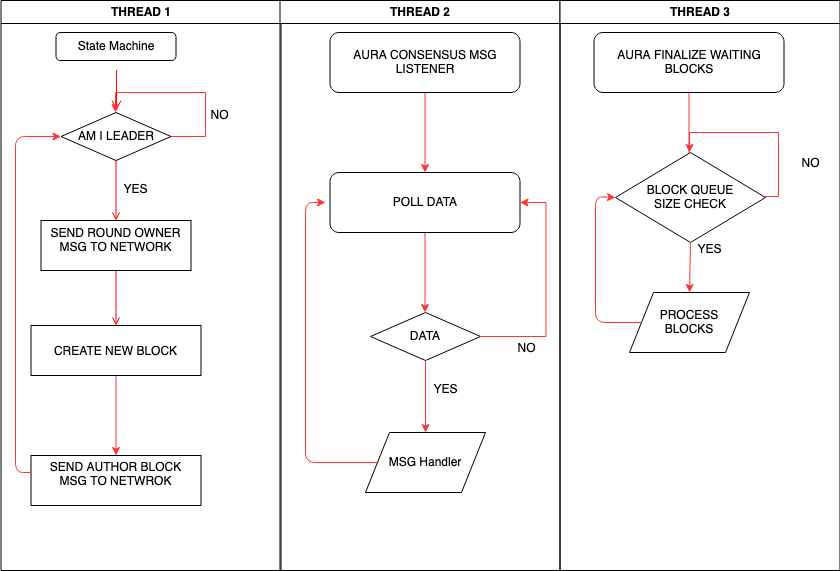 THREAD 1
State Machine
NO
AM I LEADER
YES
SEND ROUND OWNER
MSG TO NETWORK
CREATE NEW BLOCK
SEND AUTHOR BLOCK
MSG TO NETWROK
THREAD 2
AURA CONSENSUS MSG
LISTENER
POLL DATA
DATA
NO
YES
MSG Handler
THREAD 3
AURA FINALIZE WAITING
BLOCKS
NO
BLOCK QUEUE
SIZE CHECK
YES
PROCESS
BLOCKS